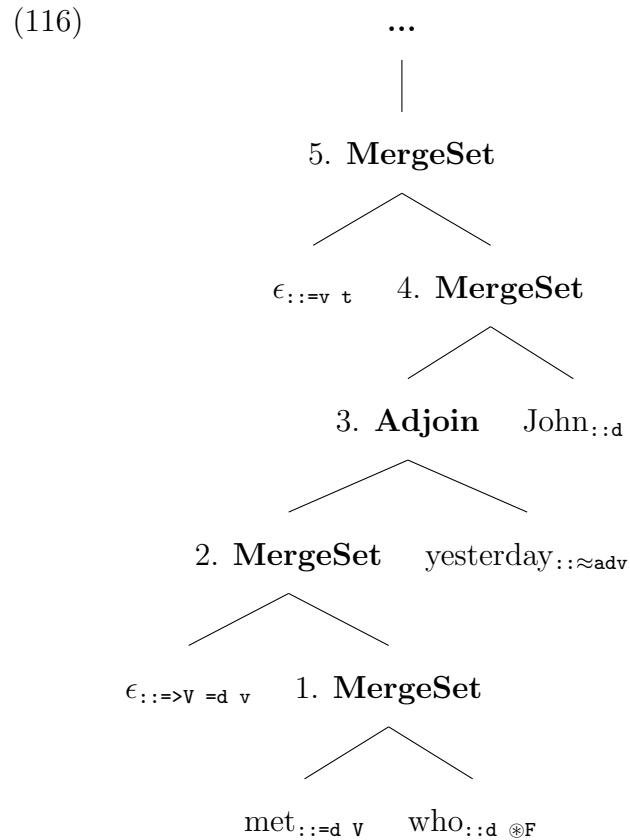 (116) ...
5. MergeSet
ϵ::=v t 4. MergeSet
3. Adjoin John::d
2. MergeSet yesterday::≈adv
ϵ::=>V =d v 1. MergeSet
met::=d V who::d ⊛F